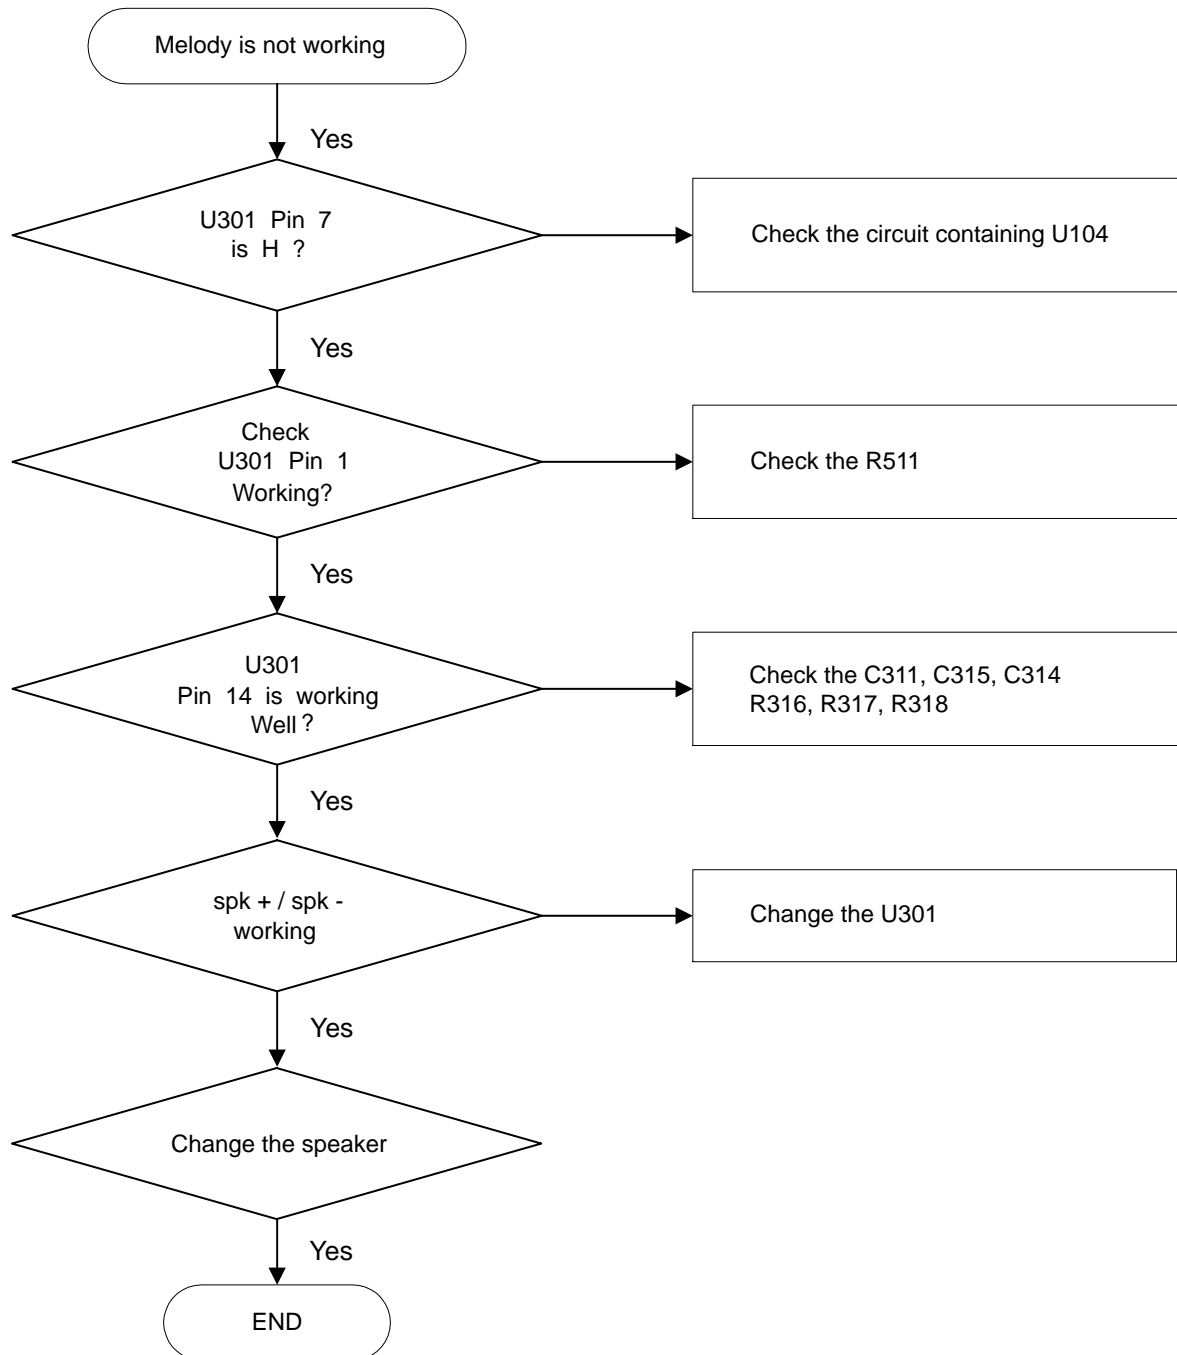 Melody is not working
Yes
U301 Pin 7
is H ?
Check the circuit containing U104
Yes
Check
U301 Pin 1
Working?
Check the R511
Yes
U301
Pin 14 is working
Well ?
Check the C311, C315, C314
R316, R317, R318
Yes
spk + / spk -
working
Change the U301
Yes
Change the speaker
Yes
END